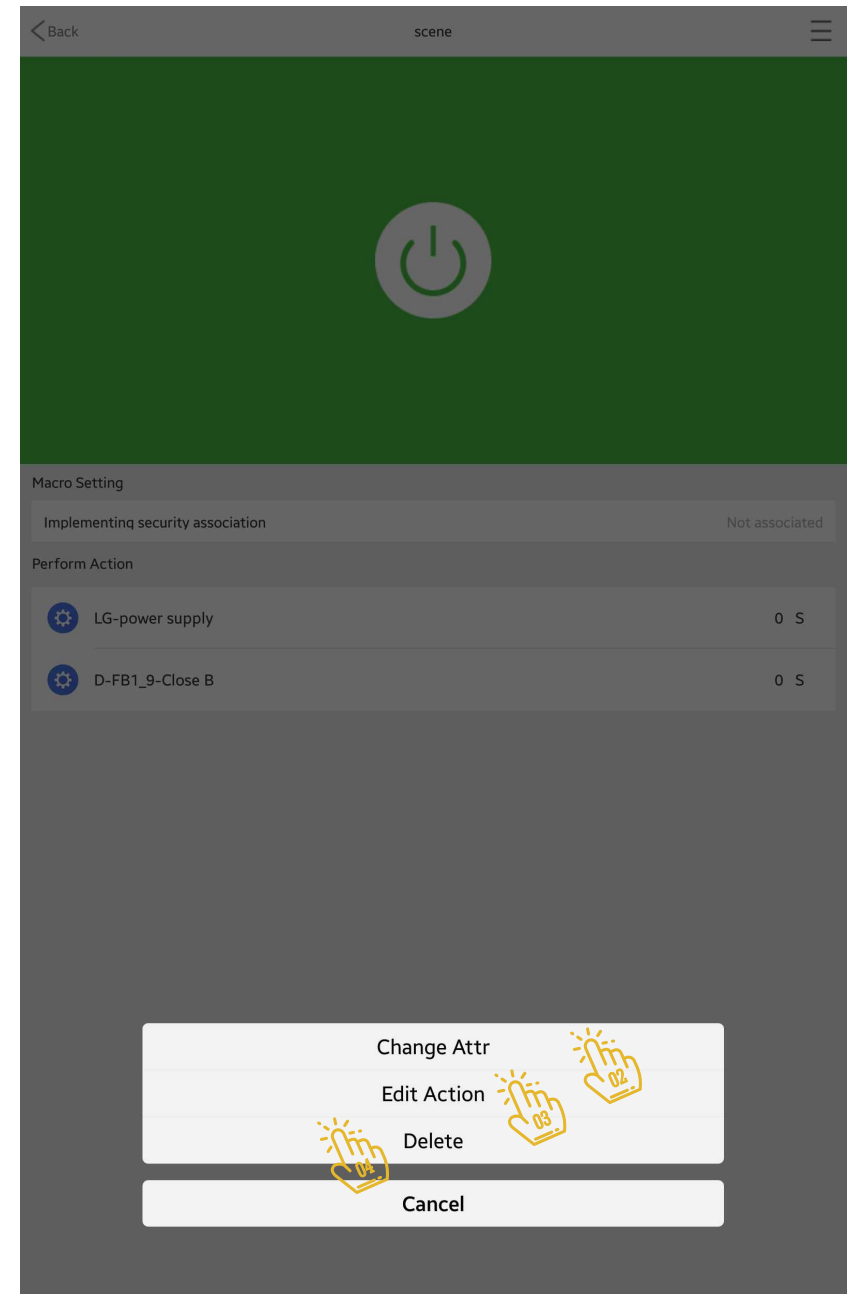 Back scene
Macro Setting
Implementing security association Not associated
Perform Action
LG-power supply 0 S
D-FB1_9-Close B 0 S
Change Attr
02
Edit Action
03
Delete
04
Cancel